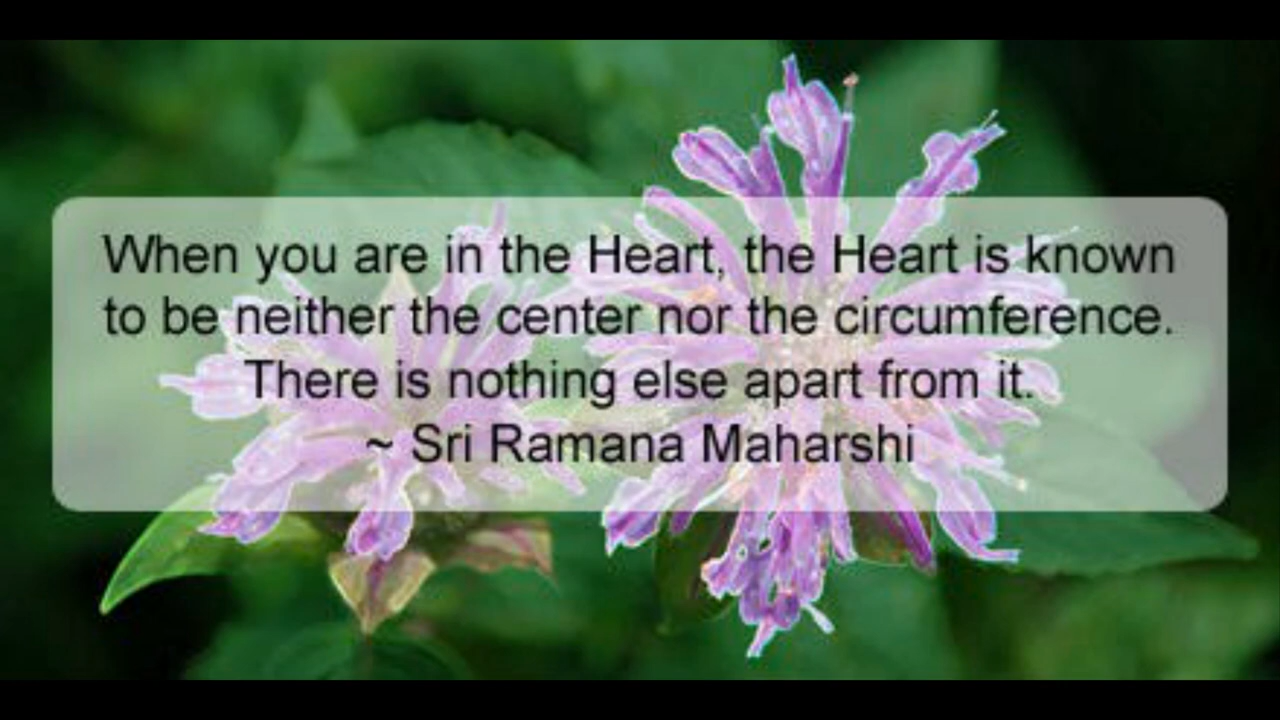 When you are in the Heart, the Heart is known
to be neither the center nor the circumference.
There is nothing else apart from it.
~ Sri Ramana Maharshi